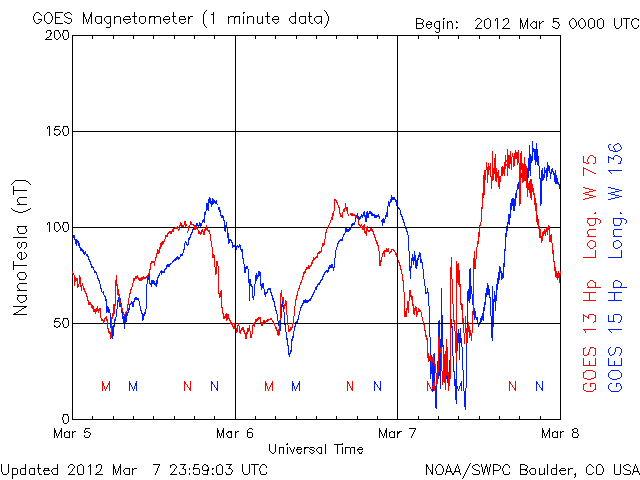 GOES Magnetometer (1 minute data)
Begin: 2012 Mar 5 0000 UTC
200
150
100
50
0
NanoTesla (nT)
GOES 13 Hp Long. W 75
GOES 15 Hp Long. W 136
M M N N M M N N M M N N
Mar 5 Mar 6 Mar 7 Mar 8
Universal Time
Updated 2012 Mar 7 23:59:03 UTC
NOAA/SWPC Boulder, CO USA